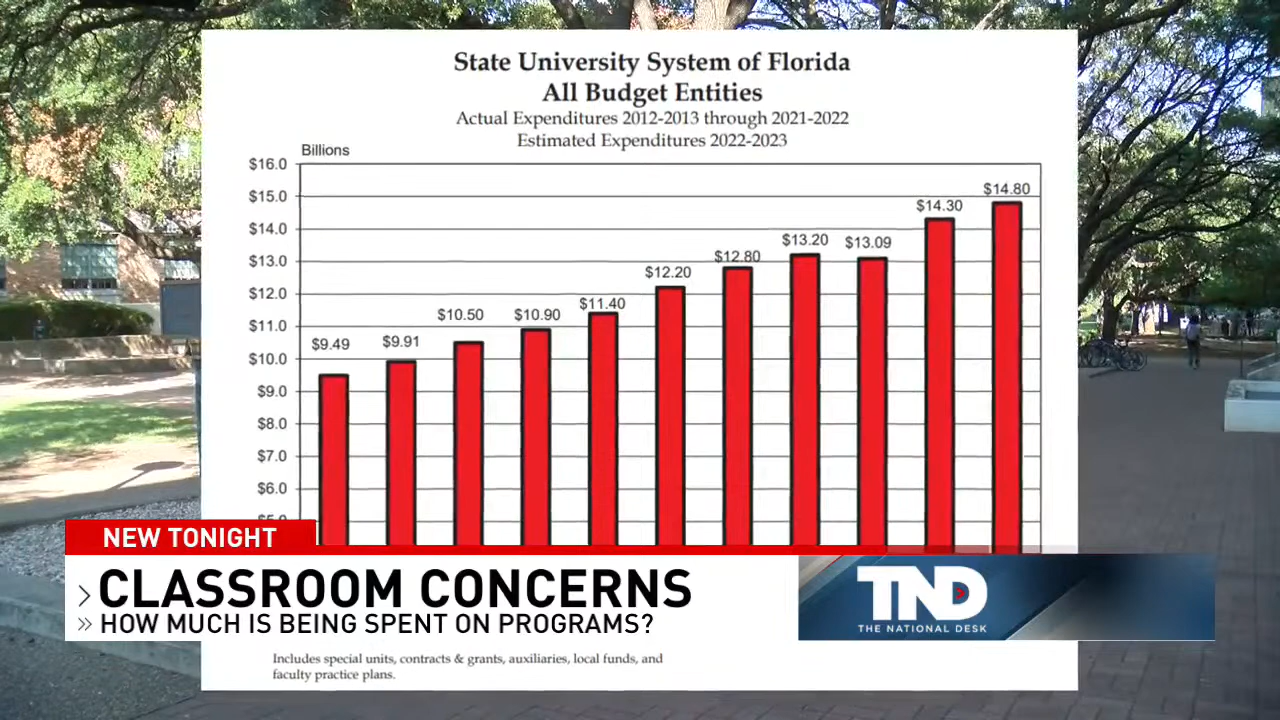 State University System of Florida
All Budget Entities
Actual Expenditures 2012-2013 through 2021-2022
Estimated Expenditures 2022-2023
Billions
$16.0
$15.0
$14.0
$13.0
$12.0
$11.0
$10.0
$9.0
$8.0
$7.0
$6.0
$9.49
$9.91
$10.50
$10.90
$11.40
$12.20
$12.80
$13.20
$13.09
$14.30
$14.80
NEW TONIGHT
CLASSROOM CONCERNS
HOW MUCH IS BEING SPENT ON PROGRAMS?
TND
THE NATIONAL DESK
Includes special units, contracts & grants, auxiliaries, local funds, and
faculty practice plans.